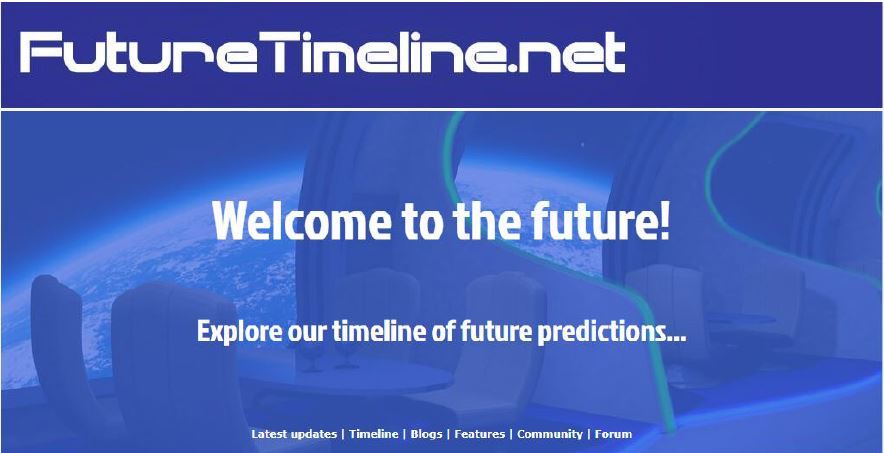 FutureTimeline.net
Welcome to the future!
Explore our timeline of future predictions...
Latest updates | Timeline | Blogs | Features | Community | Forum